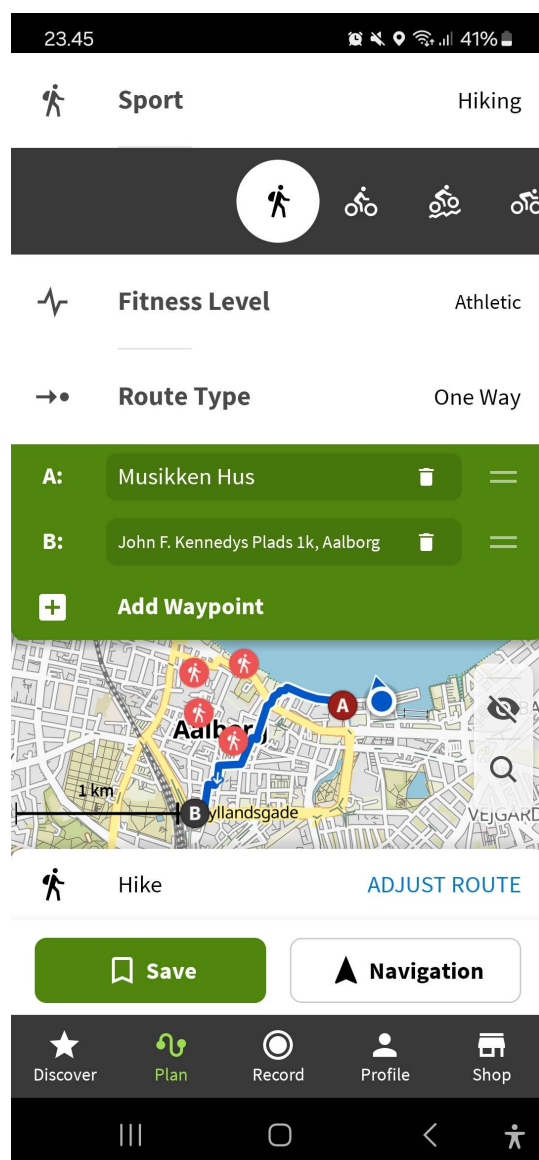 23.45
41%
Sport
Hiking
Fitness Level
Athletic
Route Type
One Way
A:
Musikken Hus
B:
John F. Kennedys Plads 1k, Aalborg
Add Waypoint
A
Aalborg
1 km
B
yllandsgade
VEJGARD
Hike
ADJUST ROUTE
Save
Navigation
Discover
Plan
Record
Profile
Shop